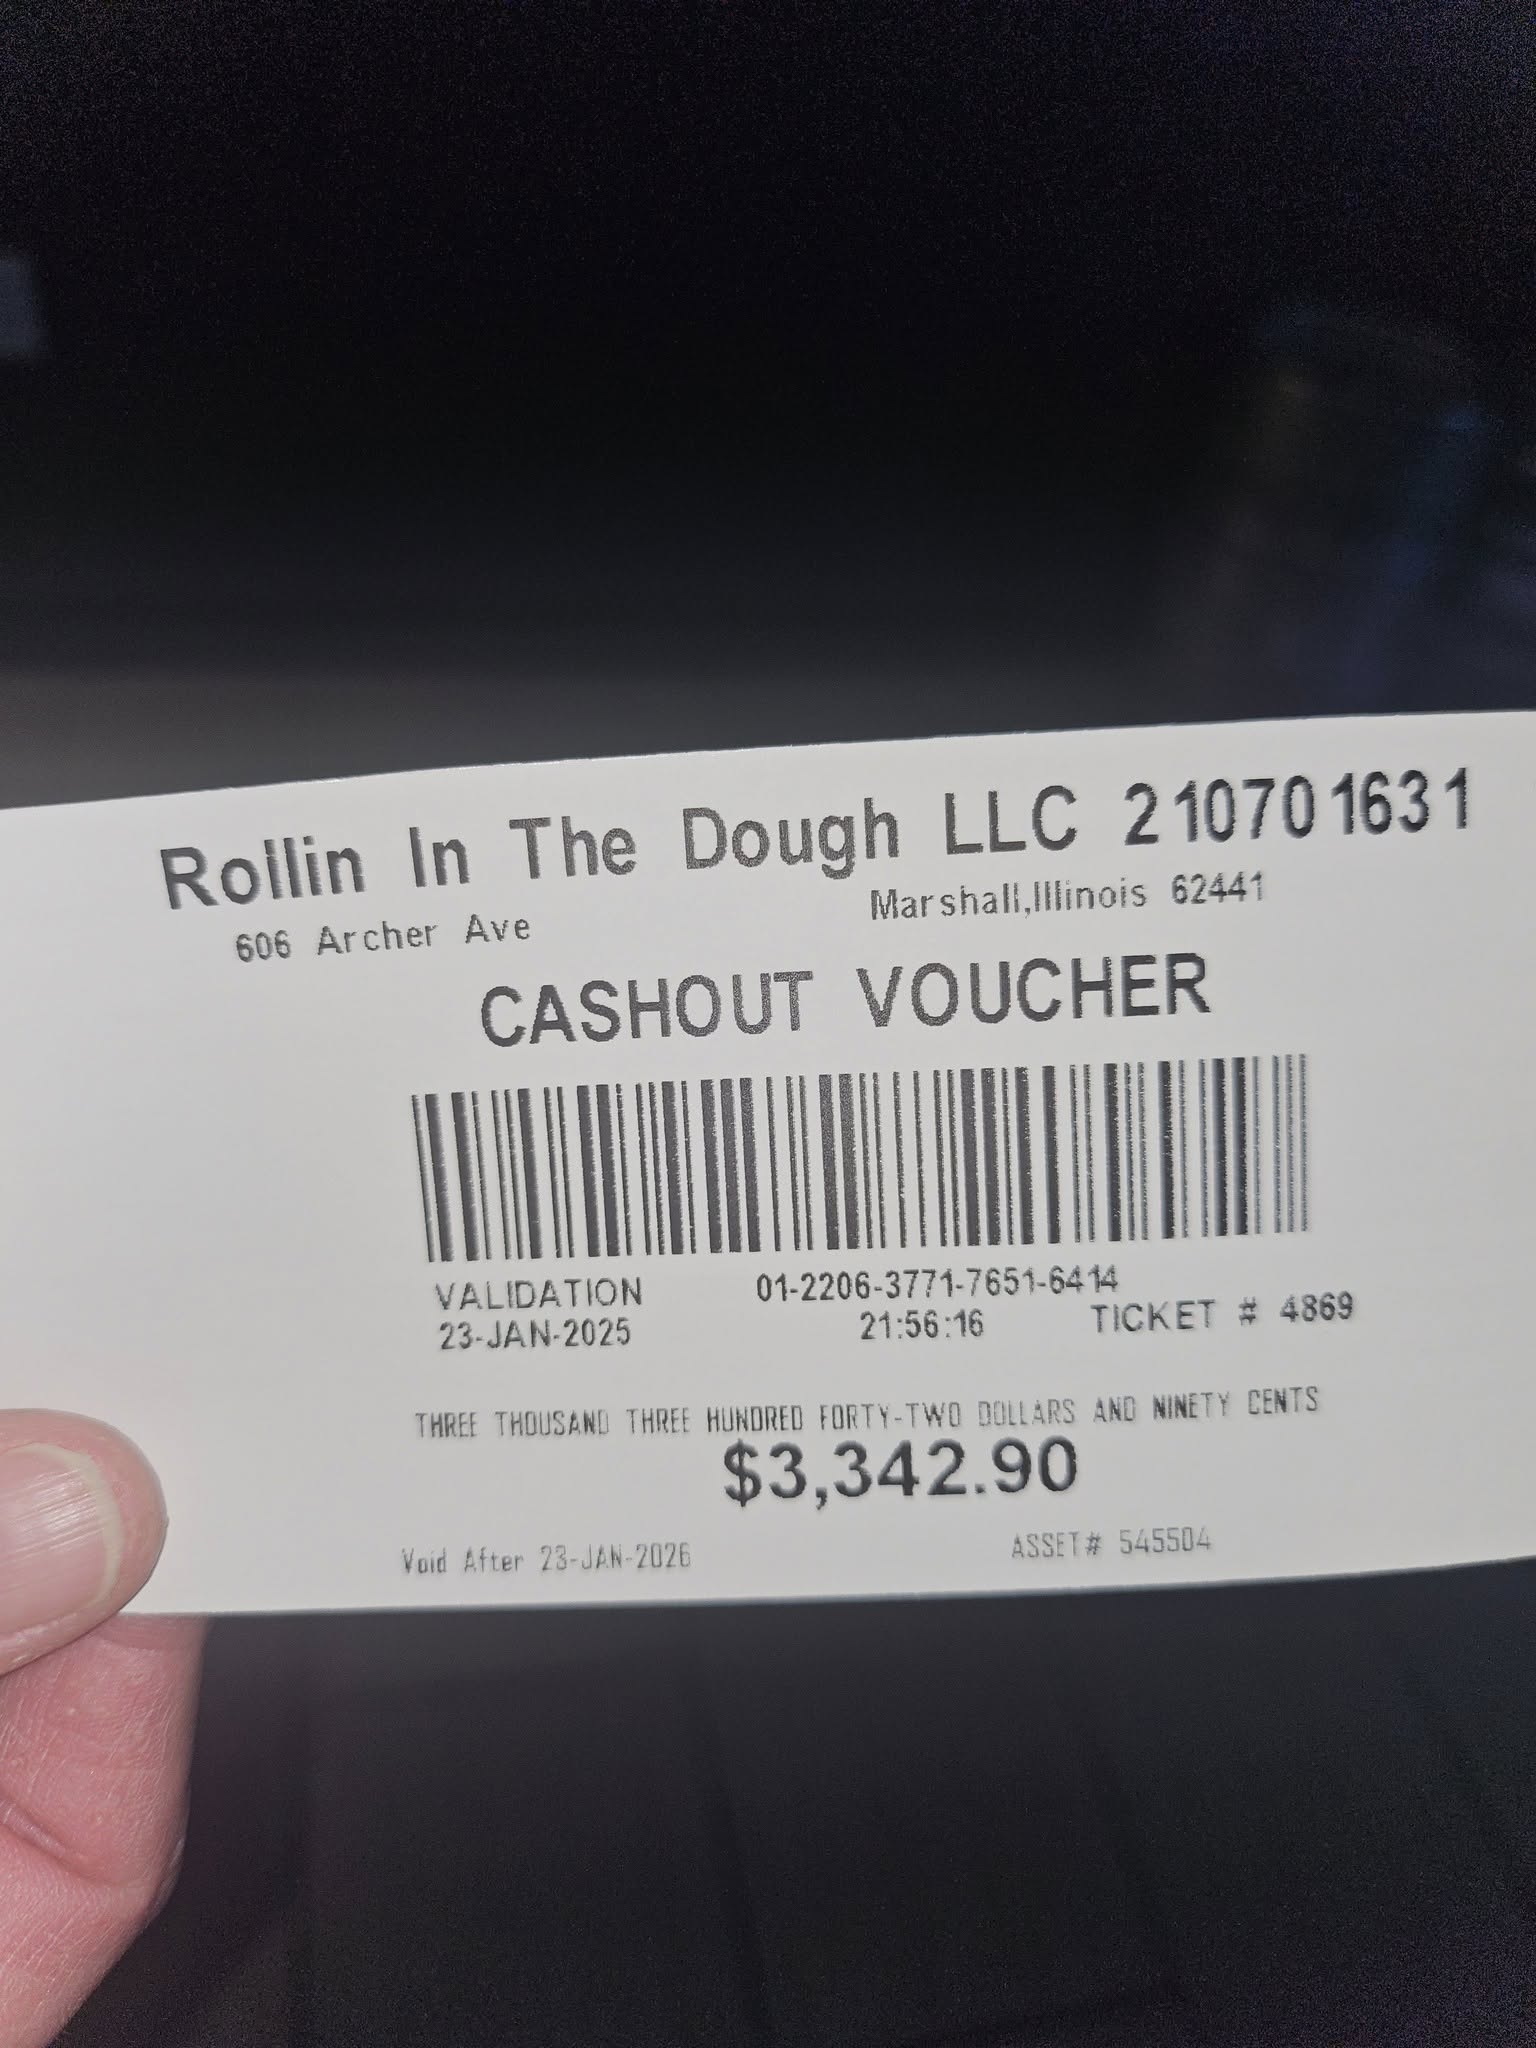 Rollin In The Dough LLC 210701631
606 Archer Ave Marshall,Illinois 62441
CASHOUT VOUCHER
VALIDATION 01-2206-3771-7651-6414
23-JAN-2025 21:56:16 TICKET # 4869
THREE THOUSAND THREE HUNDRED FORTY-TWO DOLLARS AND NINETY CENTS
$3,342.90
Void After 23-JAN-2026 ASSET# 545504